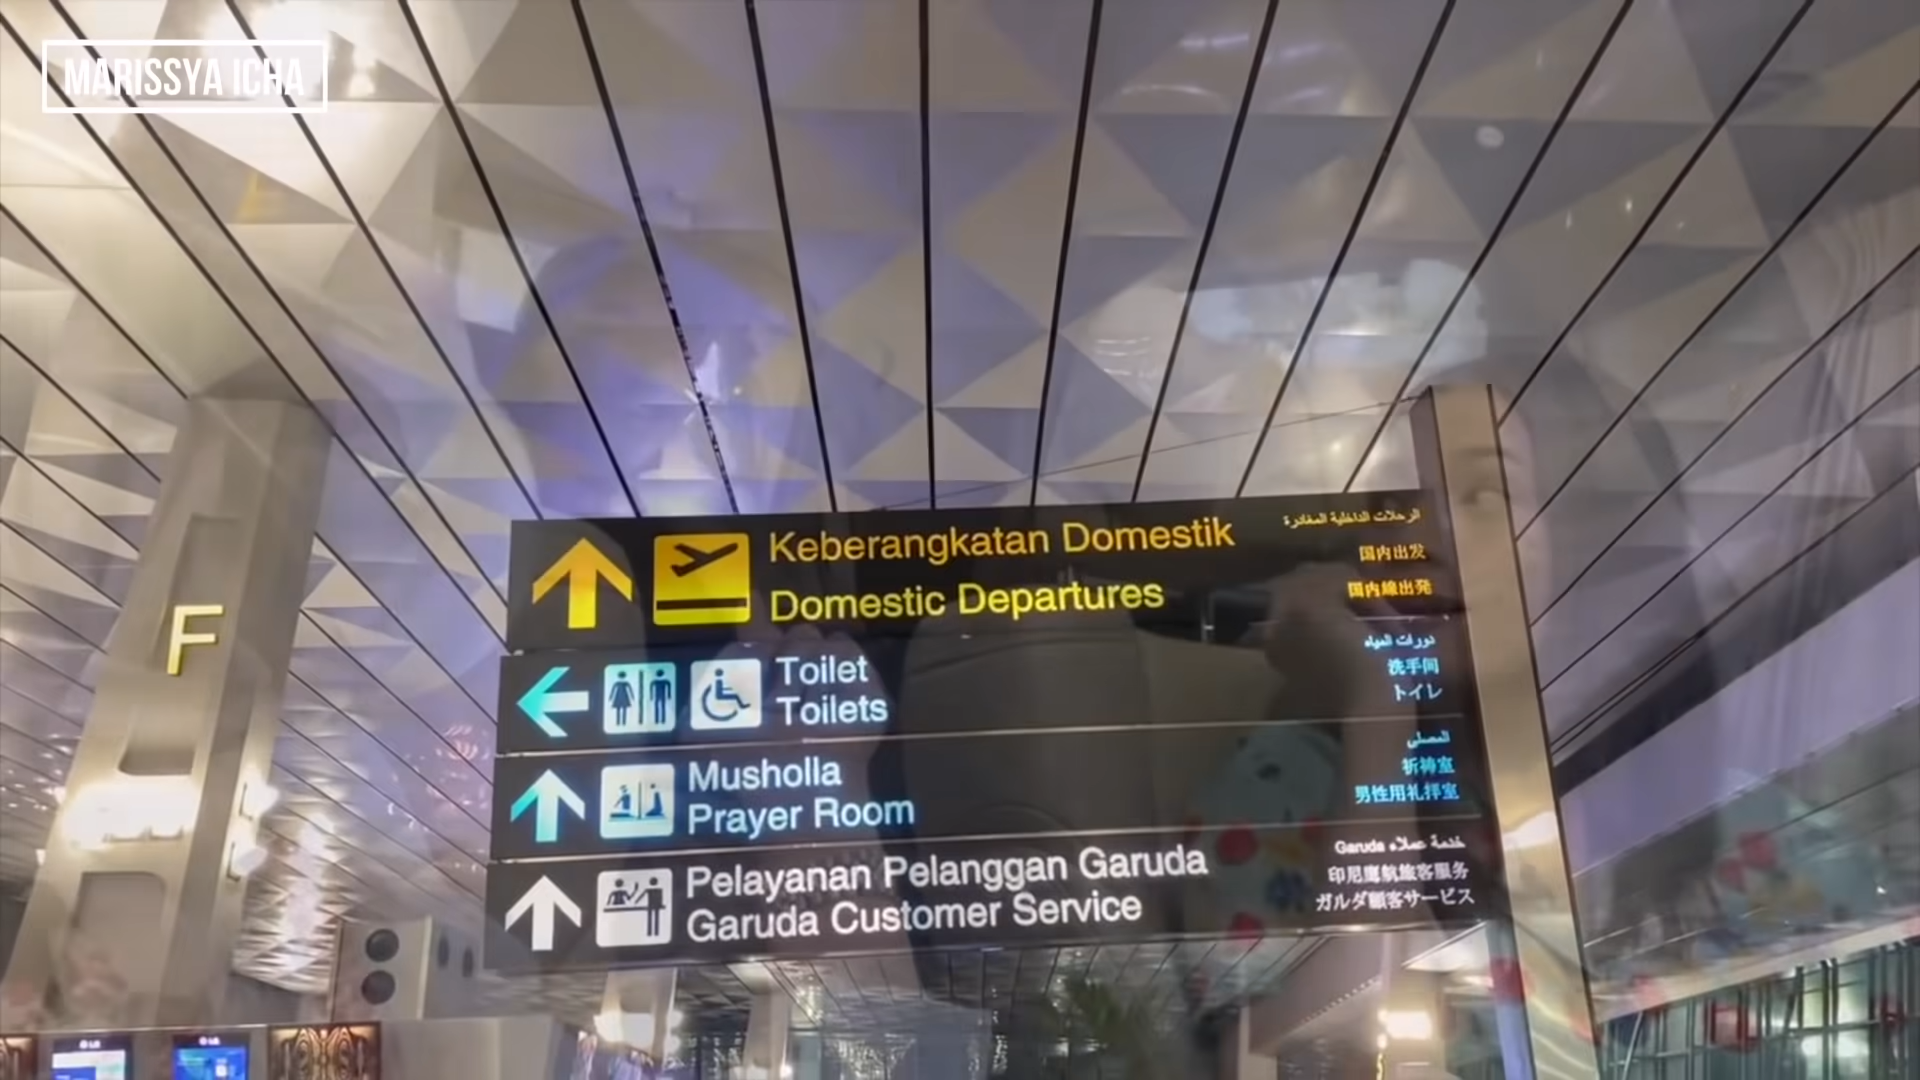 MARISSYA ICHA
F
Keberangkatan Domestik
Domestic Departures
الرحلات الداخلية المغادرة
国内出发
国内線出発
Toilet
Toilets
دورات المياه
洗手间
トイレ
Musholla
Prayer Room
المصلى
祈祷室
男性用礼拝室
Pelayanan Pelanggan Garuda
Garuda Customer Service
خدمة عملاء Garuda
印尼鹰航旅客服务
ガルダ顧客サービス
LG
LG